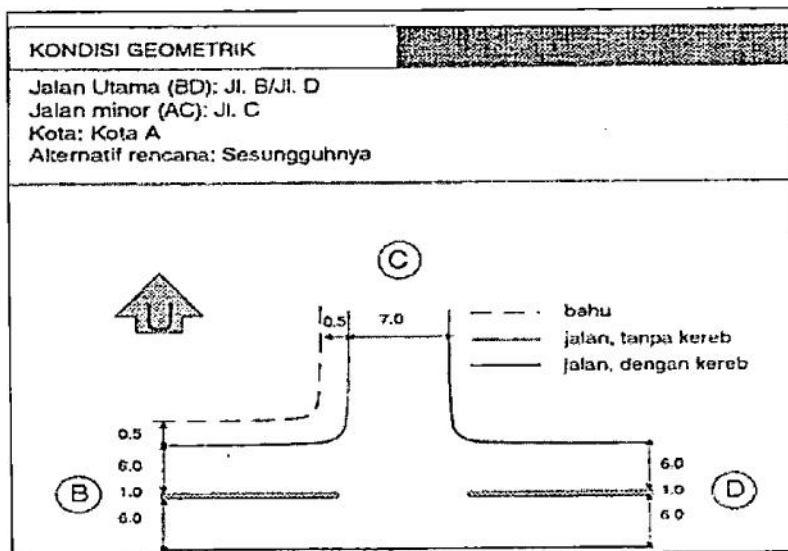 KONDISI GEOMETRIK
Jalan Utama (BD): Jl. B/Jl. D
Jalan minor (AC): Jl. C
Kota: Kota A
Alternatif rencana: Sesungguhnya
C
U
0.5 7.0
bahu
jalan, tanpa kereb
jalan, dengan kereb
0.5
6.0 6.0
B 1.0 1.0 D
6.0 6.0